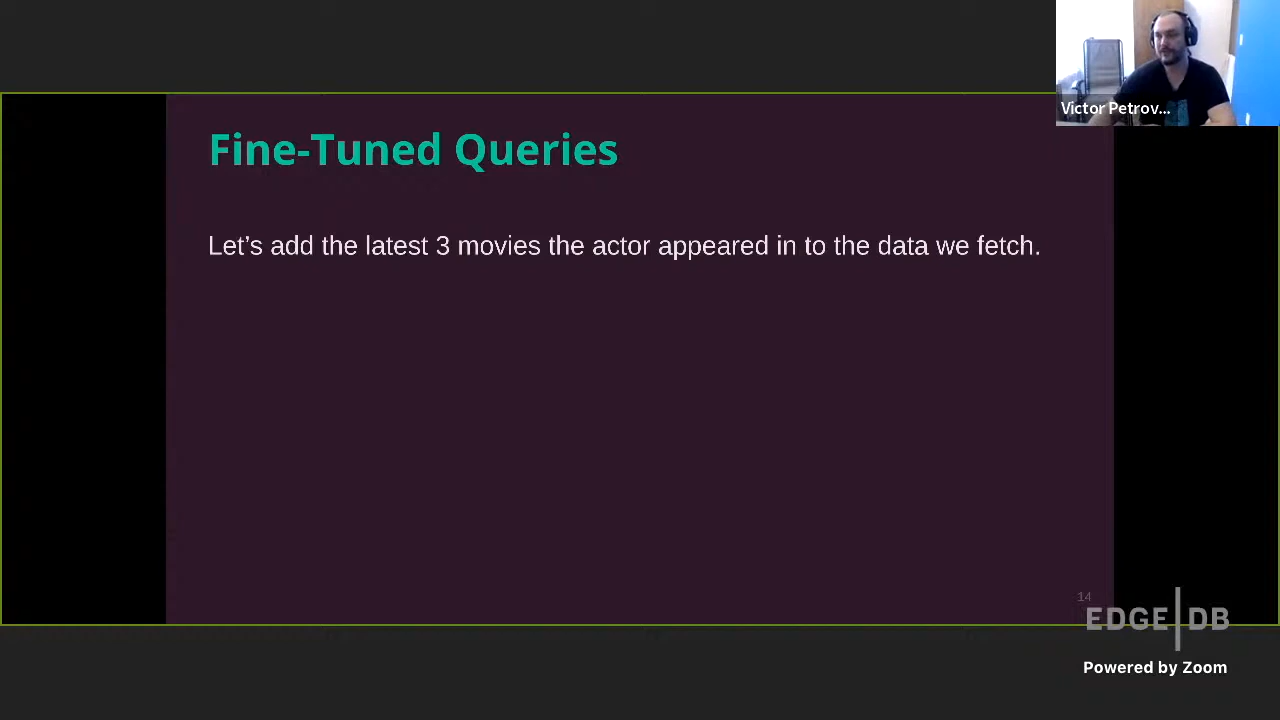 Victor Petrov...
Fine-Tuned Queries
Let’s add the latest 3 movies the actor appeared in to the data we fetch.
14
EDGE|DB
Powered by Zoom